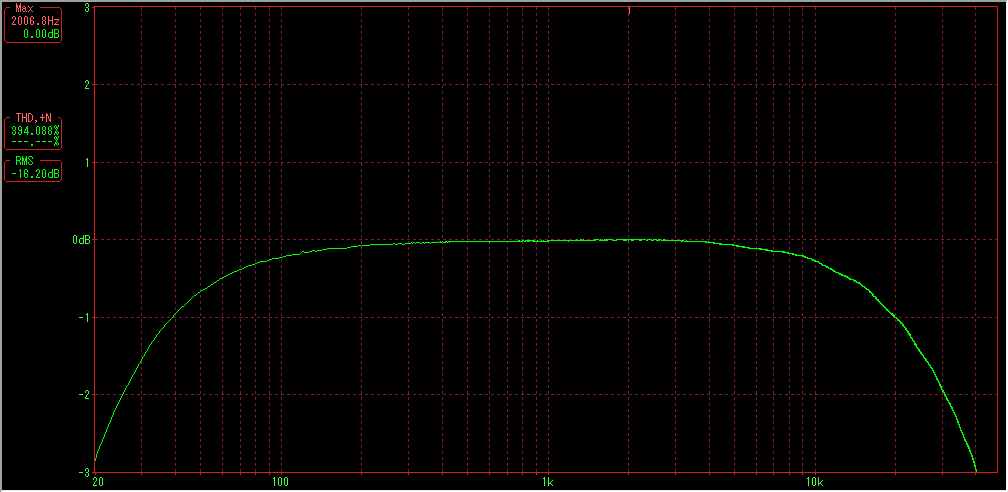 Max
2006.8Hz
0.00dB
THD,+N
394.088%
---.---%
RMS
-16.20dB
3
2
1
0dB
-1
-2
-3
20 100 1k 10k